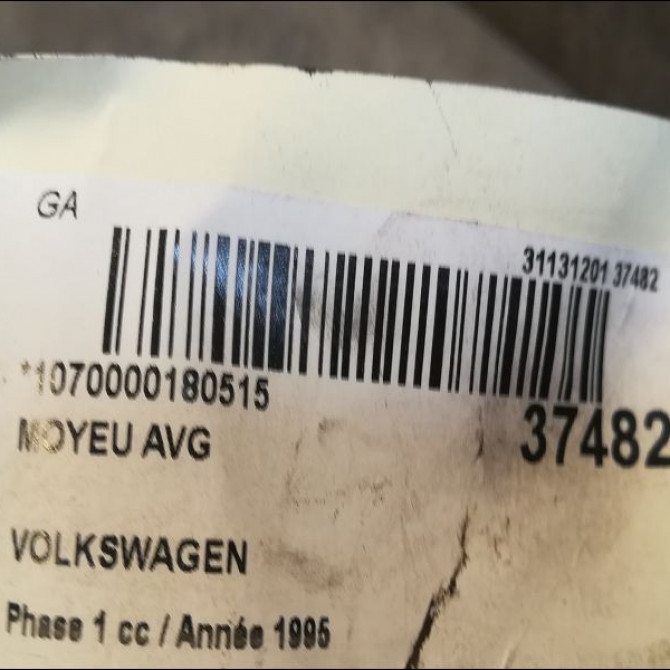 GA
31131201 37482
*1070000180515
MOYEU AVG
37482
VOLKSWAGEN
Phase 1 cc / Année 1995